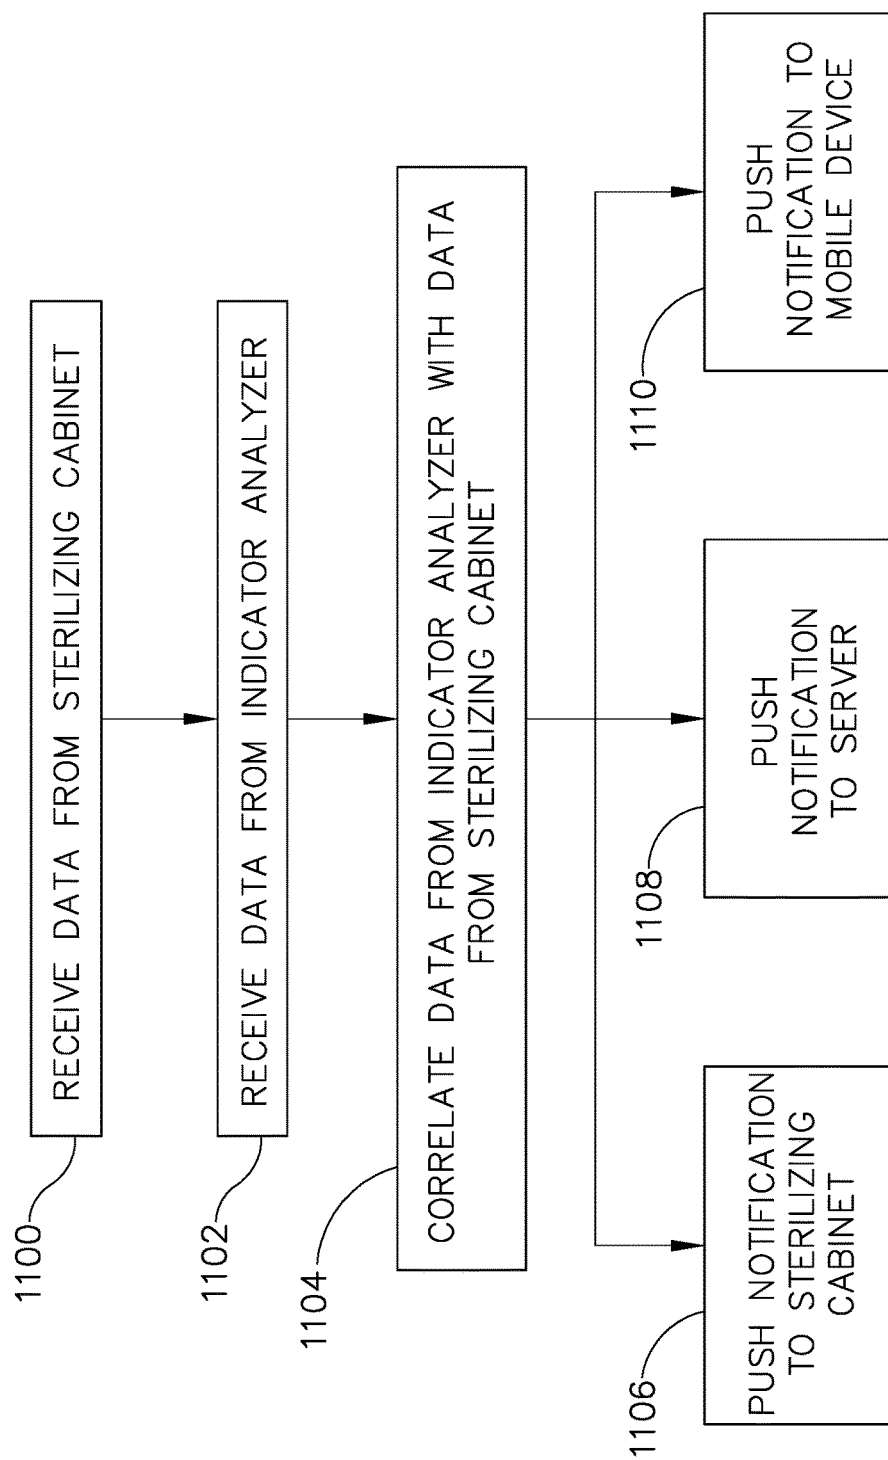 1100
RECEIVE DATA FROM STERILIZING CABINET
1102
RECEIVE DATA FROM INDICATOR ANALYZER
1104
CORRELATE DATA FROM INDICATOR ANALYZER WITH DATA
FROM STERILIZING CABINET
1106
PUSH NOTIFICATION
TO STERILIZING
CABINET
1108
PUSH
NOTIFICATION
TO SERVER
1110
PUSH
NOTIFICATION TO
MOBILE DEVICE